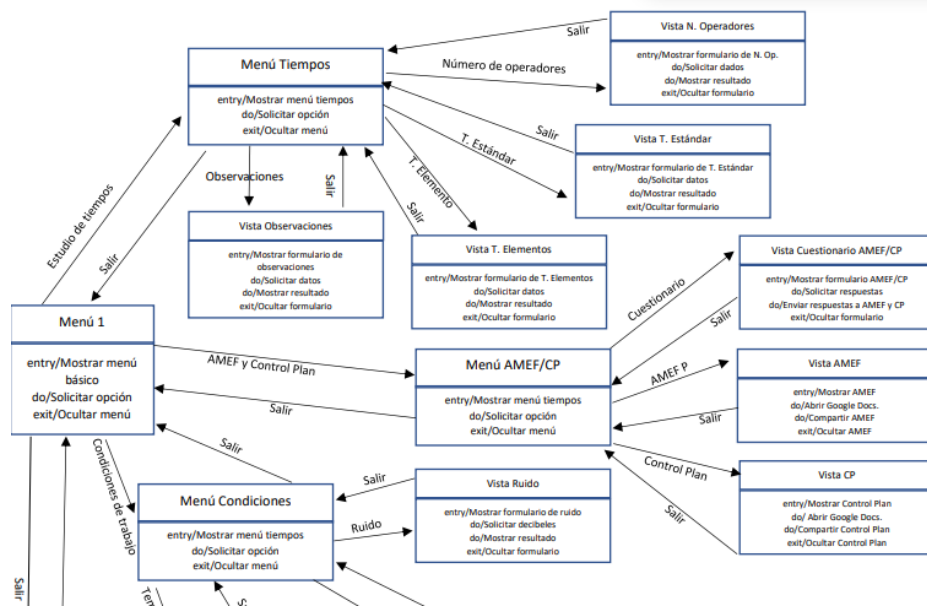 Vista N. Operadores
entry/Mostrar formulario de N. Op.
do/Solicitar dados
do/Mostrar resultado
exit/Ocultar formulario
Salir
Número de operadores
Menú Tiempos
entry/Mostrar menú tiempos
do/Solicitar opción
exit/Ocultar menú
Salir
T. Estándar
Vista T. Estándar
entry/Mostrar formulario de T. Estándar
do/Solicitar datos
do/Mostrar resultado
exit/Ocultar formulario
Estudio de tiempos
Salir
Observaciones
Salir
T. Elemento
Salir
Vista Observaciones
entry/Mostrar formulario de
observaciones
do/Solicitar datos
do/Mostrar resultado
exit/Ocultar formulario
Vista T. Elementos
entry/Mostrar formulario de T. Elementos
do/Solicitar datos
do/Mostrar resultado
exit/Ocultar formulario
Vista Cuestionario AMEF/CP
entry/Mostrar formulario AMEF/CP
do/Solicitar respuestas
do/Enviar respuestas a AMEF y CP
exit/Ocultar formulario
Cuestionario
Salir
Menú 1
entry/Mostrar menú
básico
do/Solicitar opción
exit/Ocultar menú
AMEF y Control Plan
Salir
Menú AMEF/CP
entry/Mostrar menú tiempos
do/Solicitar opción
exit/Ocultar menú
AMEF P
Salir
Vista AMEF
entry/Mostrar AMEF
do/Abrir Google Docs.
do/Compartir AMEF
exit/Ocultar AMEF
Control Plan
Salir
Vista CP
entry/Mostrar Control Plan
do/ Abrir Google Docs.
do/Compartir Control Plan
exit/Ocultar Control Plan
Salir
Condiciones de trabajo
Menú Condiciones
entry/Mostrar menú tiempos
do/Solicitar opción
exit/Ocultar menú
Salir
Ruido
Vista Ruido
entry/Mostrar formulario de ruido
do/Solicitar decibeles
do/Mostrar resultado
exit/Ocultar formulario
Salir